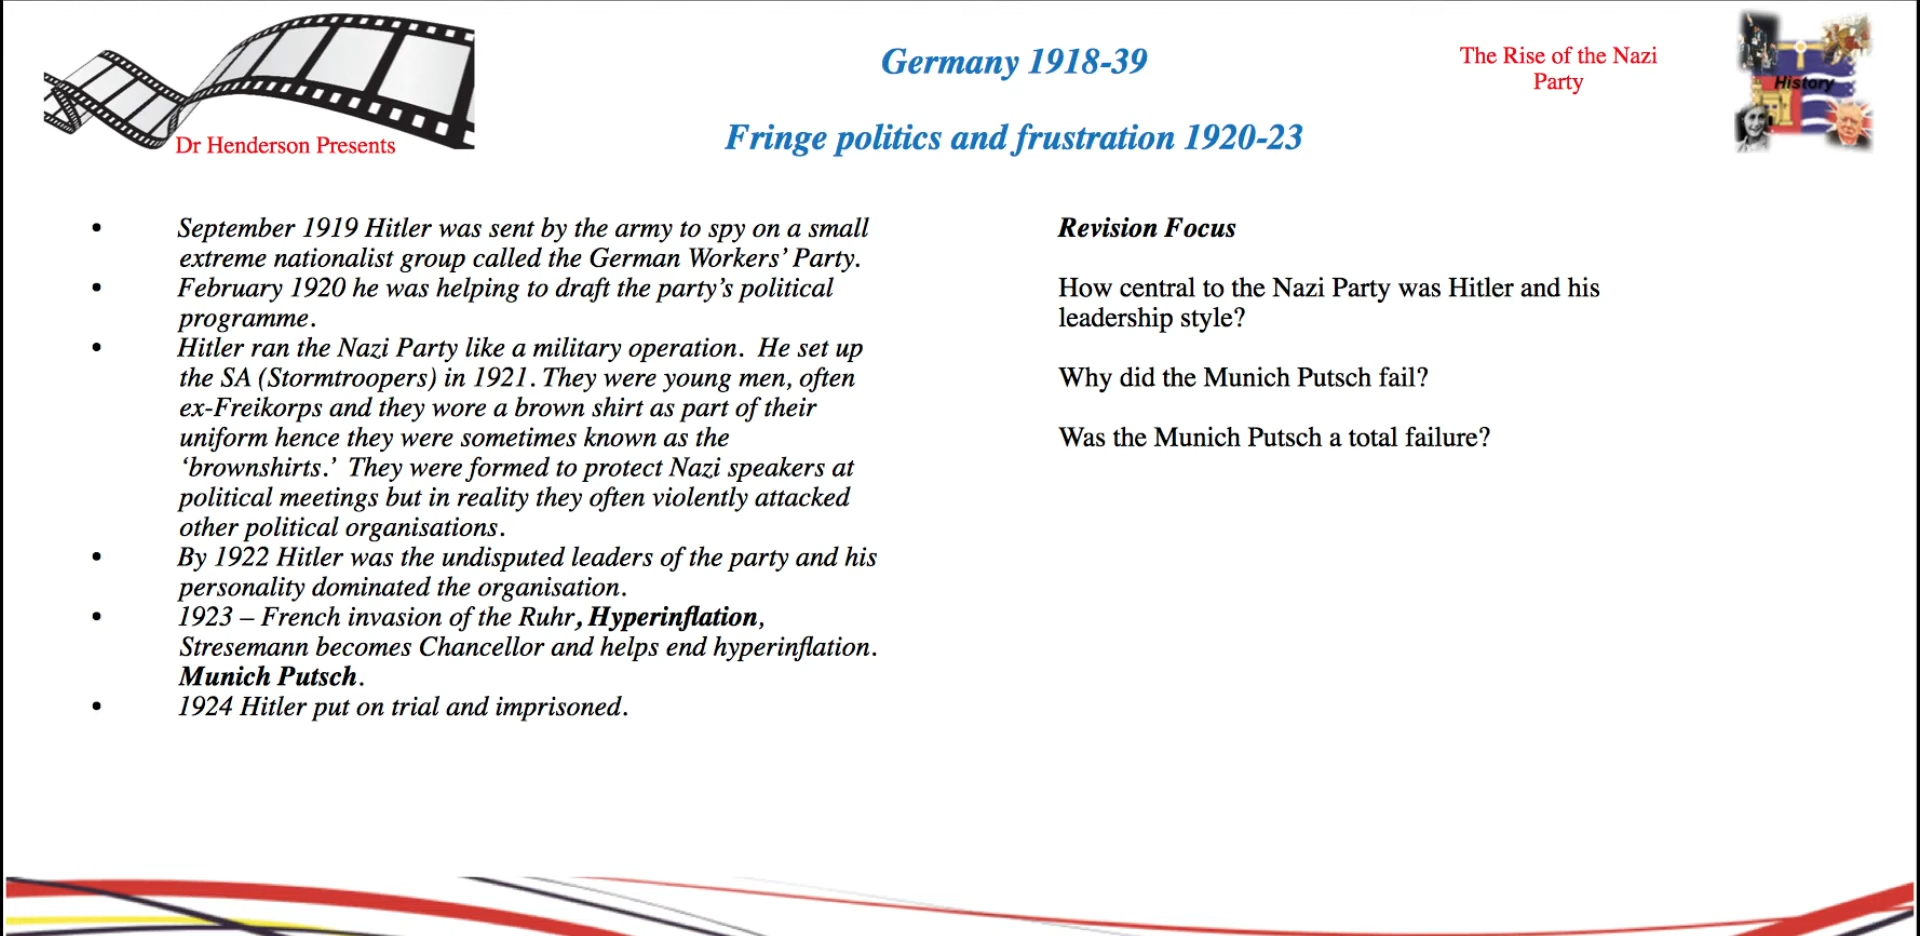 Dr Henderson Presents
Germany 1918-39
Fringe politics and frustration 1920-23
The Rise of the Nazi
Party
History
• September 1919 Hitler was sent by the army to spy on a small
extreme nationalist group called the German Workers’ Party.
• February 1920 he was helping to draft the party’s political
programme.
• Hitler ran the Nazi Party like a military operation. He set up
the SA (Stormtroopers) in 1921. They were young men, often
ex-Freikorps and they wore a brown shirt as part of their
uniform hence they were sometimes known as the
‘brownshirts.’ They were formed to protect Nazi speakers at
political meetings but in reality they often violently attacked
other political organisations.
• By 1922 Hitler was the undisputed leaders of the party and his
personality dominated the organisation.
• 1923 – French invasion of the Ruhr, Hyperinflation,
Stresemann becomes Chancellor and helps end hyperinflation.
Munich Putsch.
• 1924 Hitler put on trial and imprisoned.
Revision Focus
How central to the Nazi Party was Hitler and his
leadership style?
Why did the Munich Putsch fail?
Was the Munich Putsch a total failure?